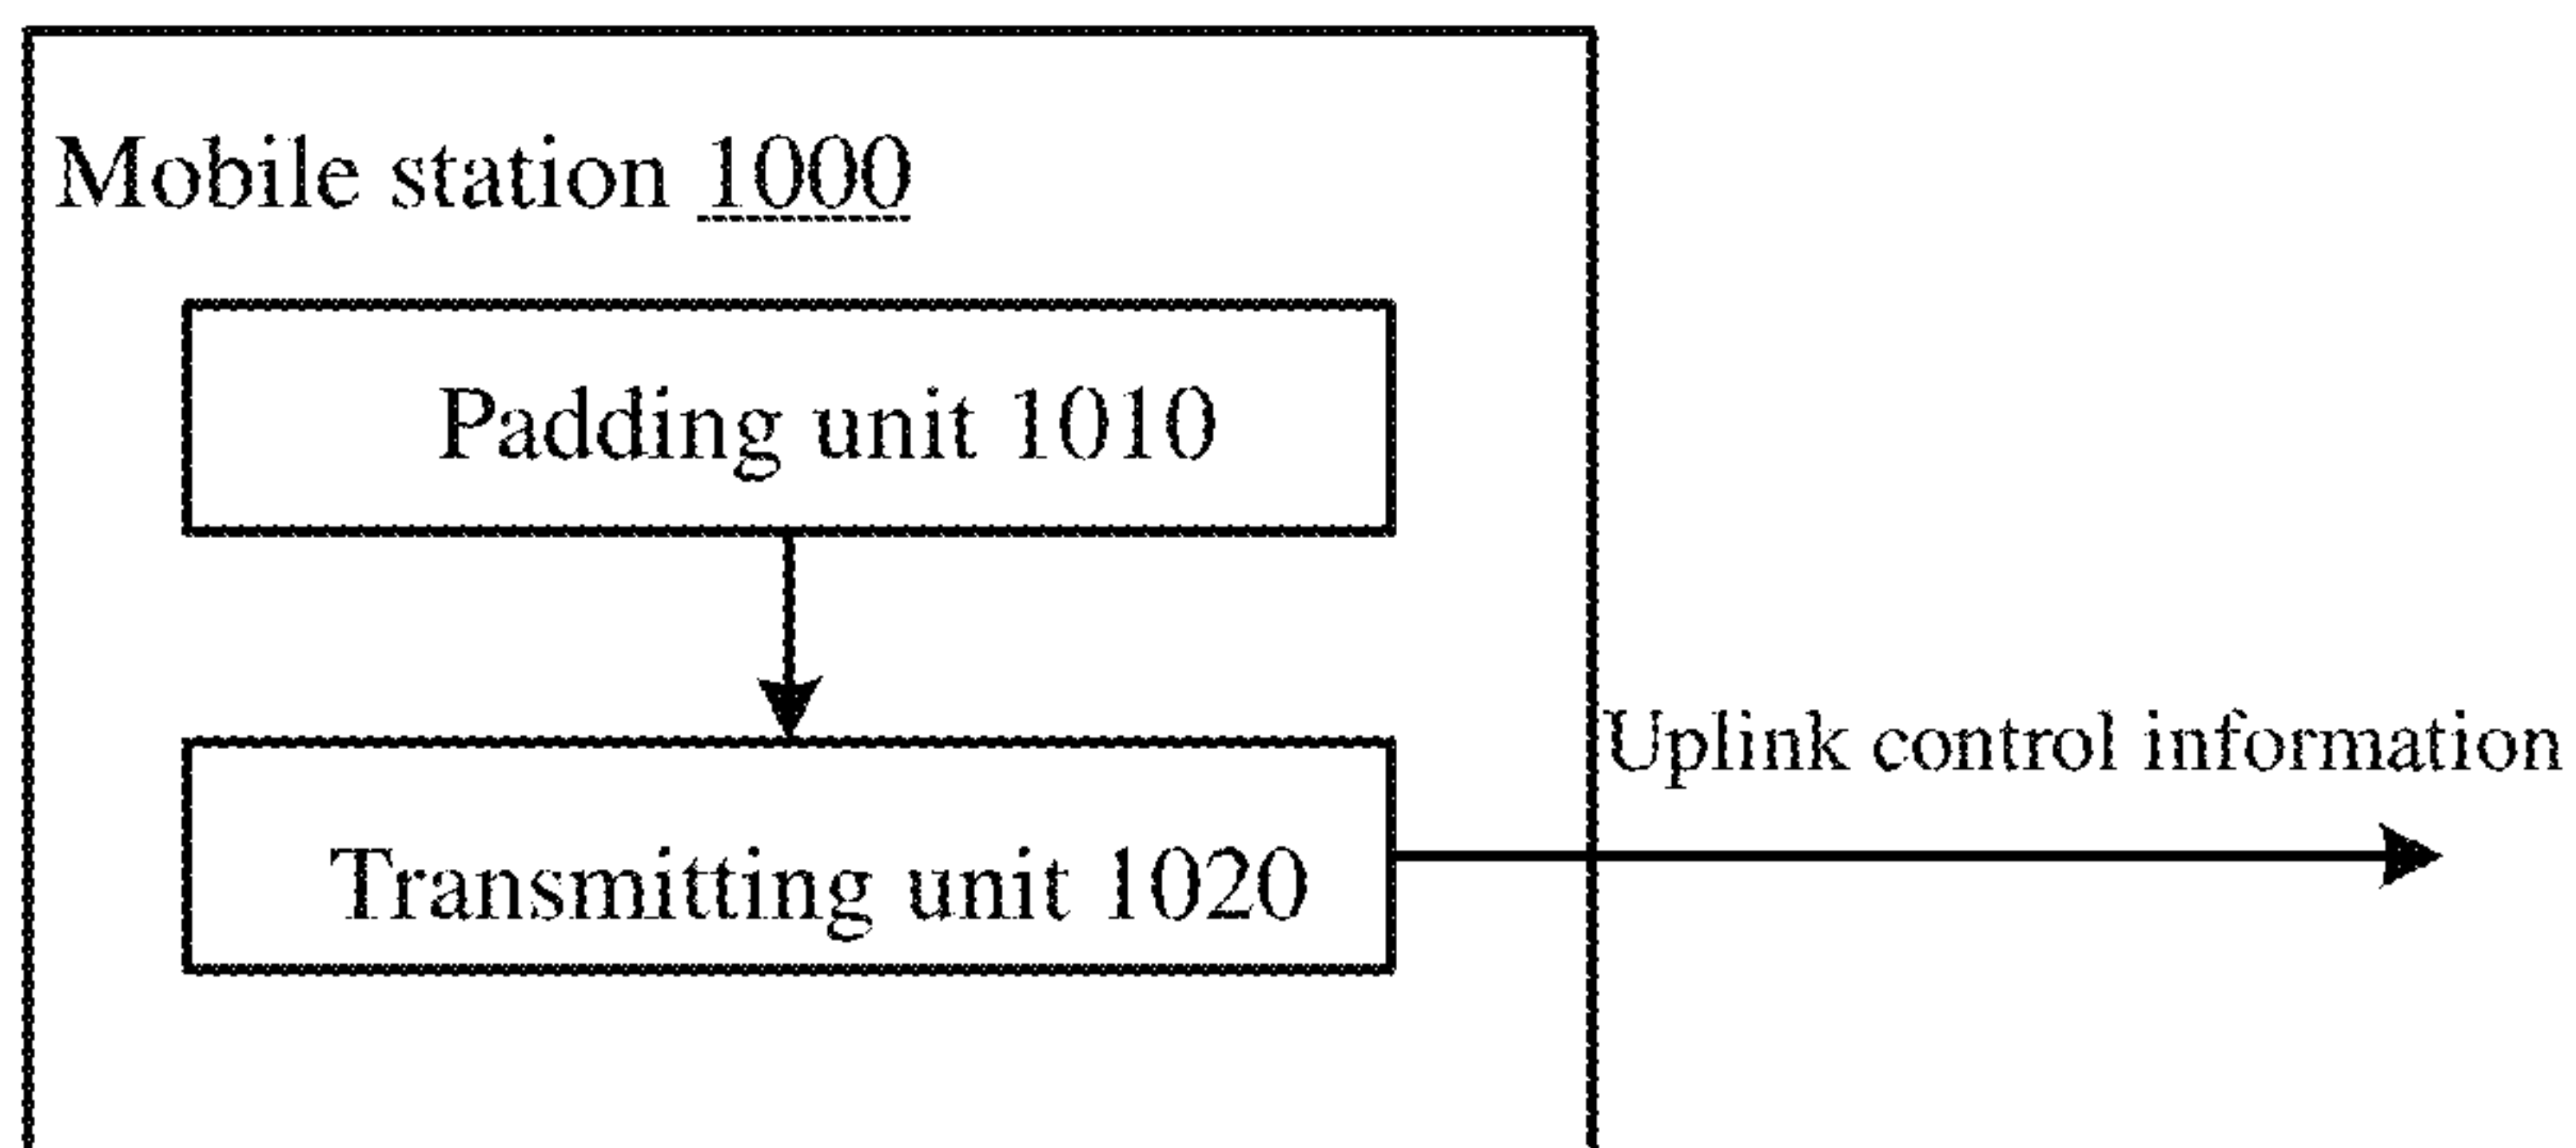 Mobile station 1000
Padding unit 1010
Uplink control information
Transmitting unit 1020